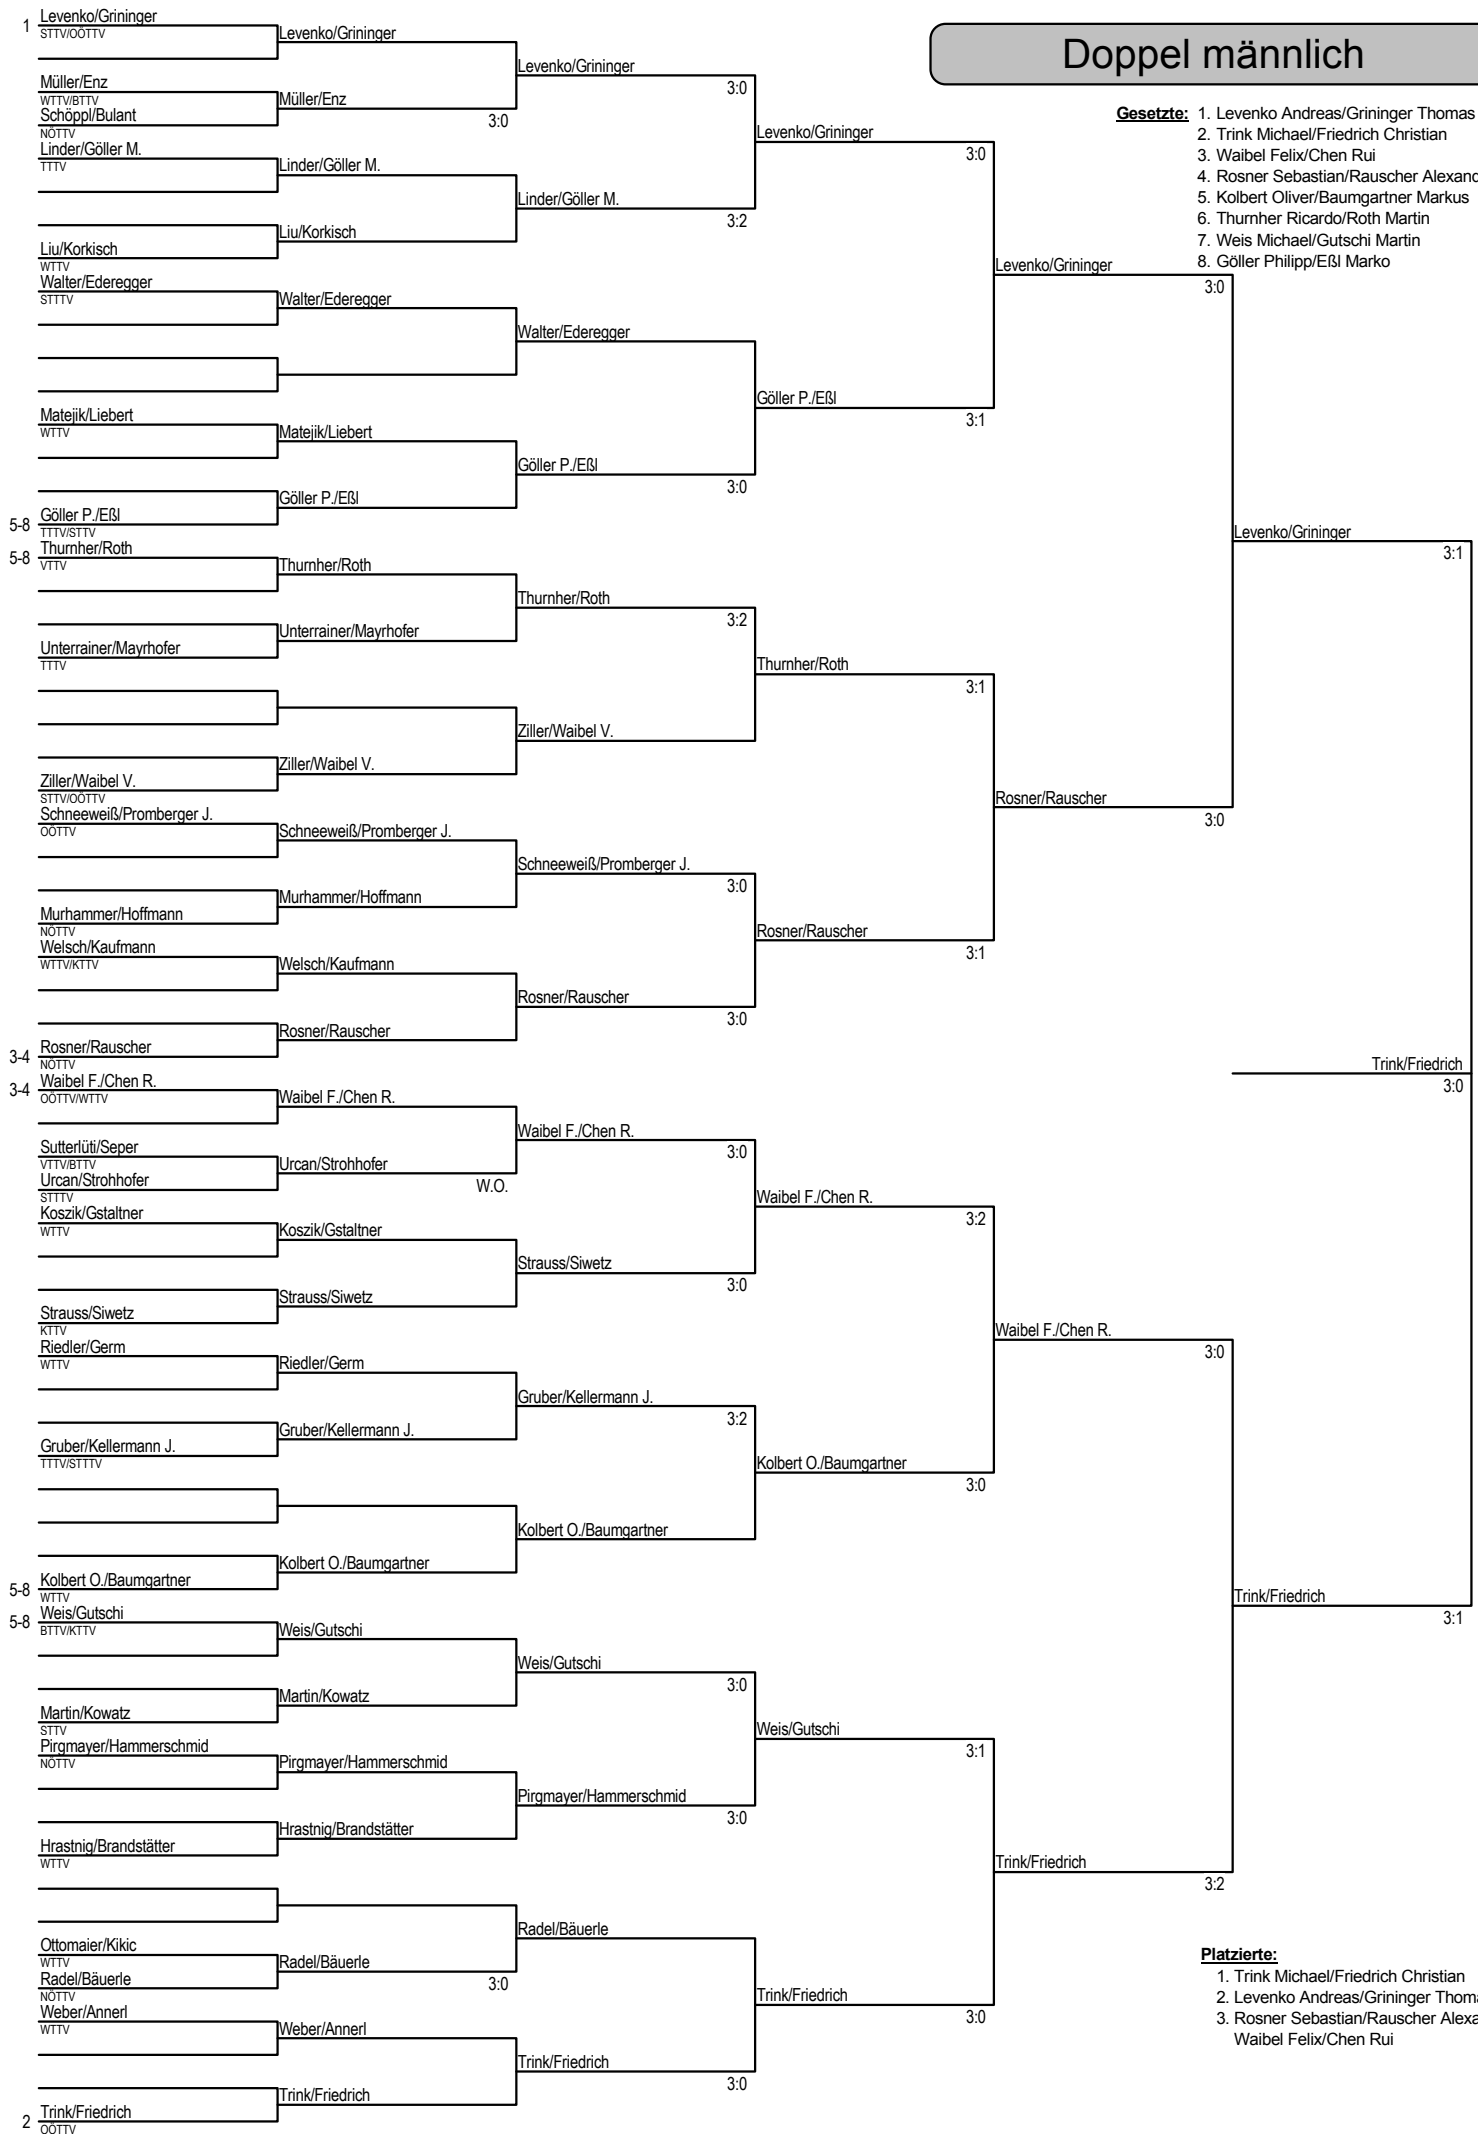 Doppel männlich
Gesetzte: 1. Levenko Andreas/Grininger Thomas
2. Trink Michael/Friedrich Christian
3. Waibel Felix/Chen Rui
4. Rosner Sebastian/Rauscher Alexand
5. Kolbert Oliver/Baumgartner Markus
6. Thurnher Ricardo/Roth Martin
7. Weis Michael/Gutschi Martin
8. Göller Philipp/Eßl Marko
1 Levenko/Grininger
STTV/OÖTTV
Müller/Enz
WTTV/BTTV
Schöppl/Bulant
NÖTTV
Linder/Göller M.
TTTV
Liu/Korkisch
WTTV
Walter/Ederegger
STTTV
Matejik/Liebert
WTTV
5-8 Göller P./Eßl
TTTV/STTV
5-8 Thurnher/Roth
VTTV
Unterrainer/Mayrhofer
TTTV
Ziller/Waibel V.
STTV/OÖTTV
Schneeweiß/Promberger J.
OÖTTV
Murhammer/Hoffmann
NÖTTV
Welsch/Kaufmann
WTTV/KTTV
3-4 Rosner/Rauscher
NÖTTV
3-4 Waibel F./Chen R.
OÖTTV/WTTV
Sutterlüti/Seper
VTTV/BTTV
Urcan/Strohhofer
STTTV
Koszik/Gstaltner
WTTV
Strauss/Siwetz
KTTV
Riedler/Germ
WTTV
Gruber/Kellermann J.
TTTV/STTTV
5-8 Kolbert O./Baumgartner
WTTV
5-8 Weis/Gutschi
BTTV/KTTV
Martin/Kowatz
STTV
Pirgmayer/Hammerschmid
NÖTTV
Hrastnig/Brandstätter
WTTV
Ottomaier/Kikic
WTTV
Radel/Bäuerle
NÖTTV
Weber/Annerl
WTTV
2 Trink/Friedrich
OÖTTV
Levenko/Grininger
Müller/Enz
3:0
Linder/Göller M.
Liu/Korkisch
Walter/Ederegger
Matejik/Liebert
Göller P./Eßl
Thurnher/Roth
Unterrainer/Mayrhofer
Ziller/Waibel V.
Schneeweiß/Promberger J.
Murhammer/Hoffmann
Welsch/Kaufmann
Rosner/Rauscher
Waibel F./Chen R.
Urcan/Strohhofer
W.O.
Koszik/Gstaltner
Strauss/Siwetz
Riedler/Germ
Gruber/Kellermann J.
Kolbert O./Baumgartner
Weis/Gutschi
Martin/Kowatz
Pirgmayer/Hammerschmid
Hrastnig/Brandstätter
Radel/Bäuerle
3:0
Weber/Annerl
Trink/Friedrich
Levenko/Grininger
3:0
Linder/Göller M.
3:2
Walter/Ederegger
Göller P./Eßl
3:0
Thurnher/Roth
3:2
Ziller/Waibel V.
Schneeweiß/Promberger J.
3:0
Rosner/Rauscher
3:0
Waibel F./Chen R.
3:0
Strauss/Siwetz
3:0
Gruber/Kellermann J.
3:2
Kolbert O./Baumgartner
Weis/Gutschi
3:0
Pirgmayer/Hammerschmid
3:0
Radel/Bäuerle
Trink/Friedrich
3:0
Levenko/Grininger
3:0
Göller P./Eßl
3:1
Thurnher/Roth
3:1
Rosner/Rauscher
3:1
Waibel F./Chen R.
3:2
Kolbert O./Baumgartner
3:0
Weis/Gutschi
3:1
Trink/Friedrich
3:0
Levenko/Grininger
3:0
Rosner/Rauscher
3:0
Waibel F./Chen R.
3:0
Trink/Friedrich
3:2
Levenko/Grininger
3:1
Trink/Friedrich
3:1
Trink/Friedrich
3:0
Platzierte:
1. Trink Michael/Friedrich Christian
2. Levenko Andreas/Grininger Thoma
3. Rosner Sebastian/Rauscher Alexa
Waibel Felix/Chen Rui